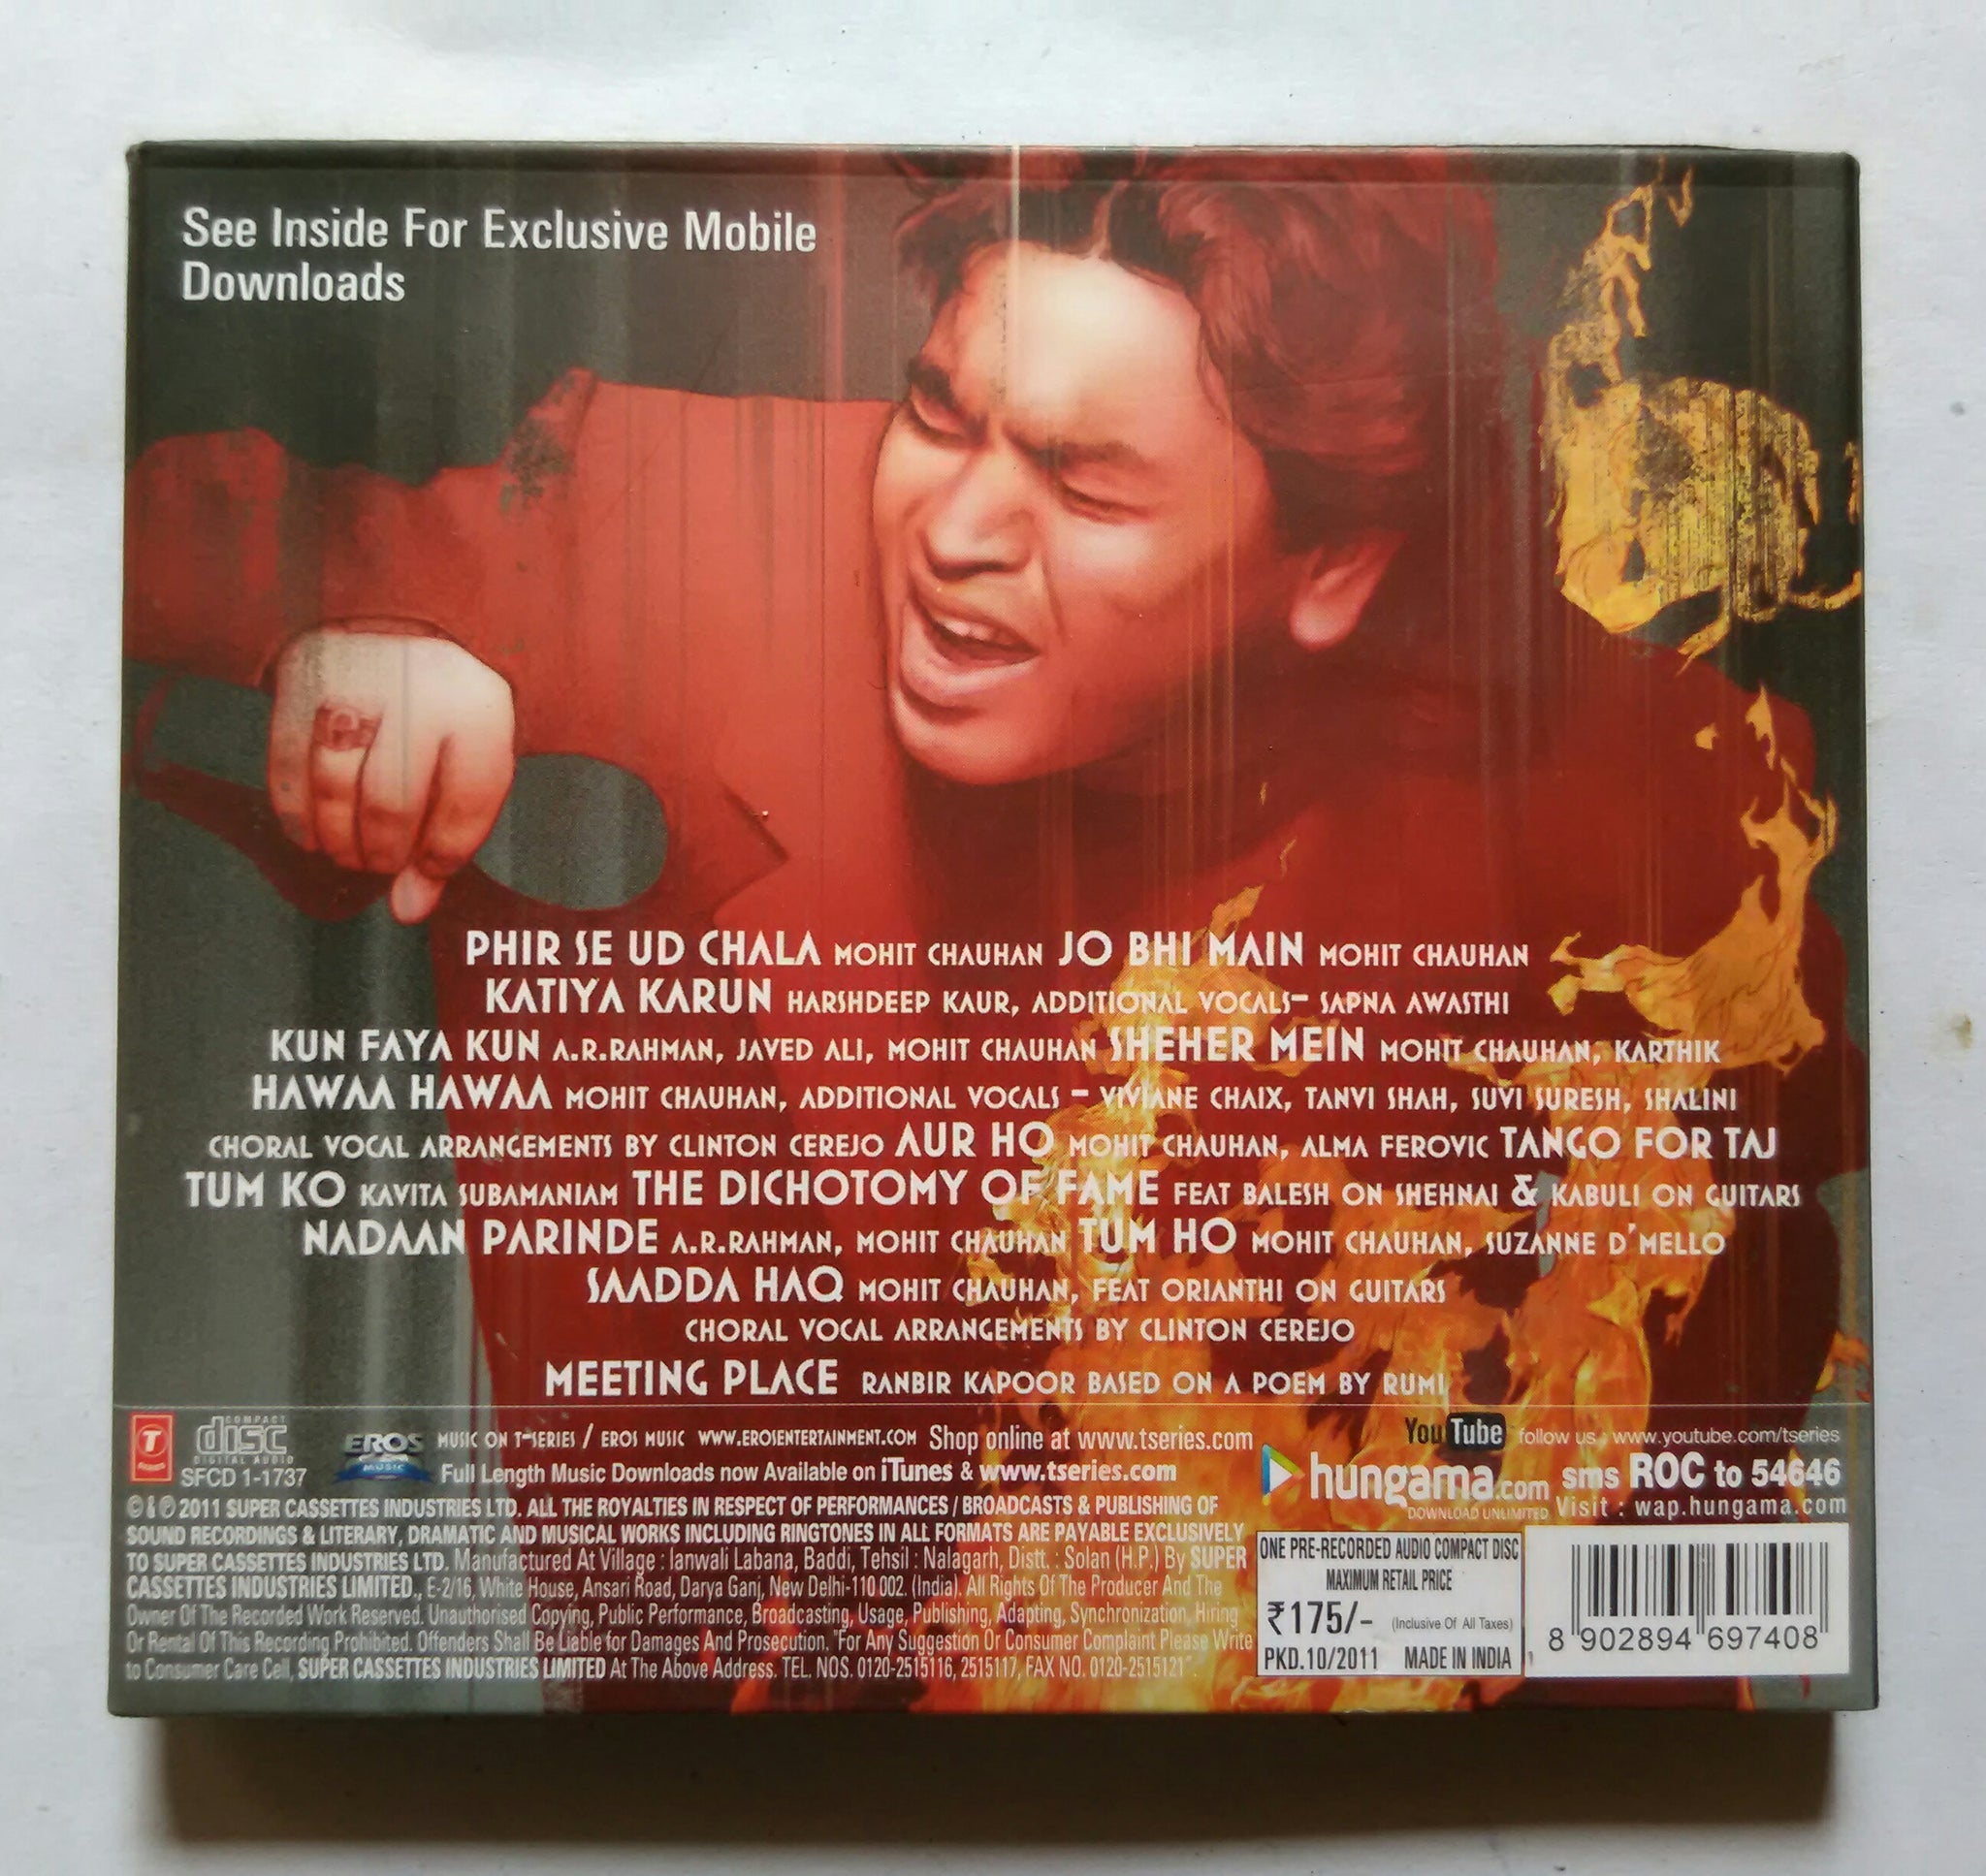 See Inside For Exclusive Mobile
Downloads
PHIR SE UD CHALA MOHIT CHAUHAN JO BHI MAIN MOHIT CHAUHAN
KATIYA KARUN HARSHDEEP KAUR, ADDITIONAL VOCALS- SAPNA AWASTHI
KUN FAYA KUN A.R.RAHMAN, JAVED ALI, MOHIT CHAUHAN SHEHER MEIN MOHIT CHAUHAN, KARTHIK
HAWAA HAWAA MOHIT CHAUHAN, ADDITIONAL VOCALS - VIVIANE CHAIX, TANVI SHAH, SUVI SURESH, SHALINI
CHORAL VOCAL ARRANGEMENTS BY CLINTON CEREJO AUR HO MOHIT CHAUHAN, ALMA FEROVIC TANGO FOR TAJ
TUM KO KAVITA SUBAMANIAM THE DICHOTOMY OF FAME FEAT BALESH ON SHEHNAI & KABULI ON GUITARS
NADAAN PARINDE A.R.RAHMAN, MOHIT CHAUHAN TUM HO MOHIT CHAUHAN, SUZANNE D'MELLO
SAADDA HAQ MOHIT CHAUHAN, FEAT ORIANTHI ON GUITARS
CHORAL VOCAL ARRANGEMENTS BY CLINTON CEREJO
MEETING PLACE RANBIR KAPOOR BASED ON A POEM BY RUMI
T SERIES
COMPACT disc DIGITAL AUDIO
SFCD 1-1737
EROS MUSIC
MUSIC ON T-SERIES / EROS MUSIC WWW.EROSENTERTAINMENT.COM Shop online at www.tseries.com
Full Length Music Downloads now Available on iTunes & www.tseries.com
YouTube follow us : www.youtube.com/tseries
hungama.com sms ROC to 54646
DOWNLOAD UNLIMITED Visit : wap.hungama.com
© & ℗ 2011 SUPER CASSETTES INDUSTRIES LTD. ALL THE ROYALTIES IN RESPECT OF PERFORMANCES / BROADCASTS & PUBLISHING OF
SOUND RECORDINGS & LITERARY, DRAMATIC AND MUSICAL WORKS INCLUDING RINGTONES IN ALL FORMATS ARE PAYABLE EXCLUSIVELY
TO SUPER CASSETTES INDUSTRIES LTD. Manufactured At Village : Ianwali Labana, Baddi, Tehsil : Nalagarh, Distt. : Solan (H.P.) By SUPER
CASSETTES INDUSTRIES LIMITED., E-2/16, White House, Ansari Road, Darya Ganj, New Delhi-110 002. (India). All Rights Of The Producer And The
Owner Of The Recorded Work Reserved. Unauthorised Copying, Public Performance, Broadcasting, Usage, Publishing, Adapting, Synchronization, Hiring
Or Rental Of This Recording Prohibited. Offenders Shall Be Liable for Damages And Prosecution. "For Any Suggestion Or Consumer Complaint Please Write
to Consumer Care Cell, SUPER CASSETTES INDUSTRIES LIMITED At The Above Address. TEL. NOS. 0120-2515116, 2515117, FAX NO. 0120-2515121".
ONE PRE-RECORDED AUDIO COMPACT DISC
MAXIMUM RETAIL PRICE
₹175/- (Inclusive Of All Taxes)
PKD.10/2011 MADE IN INDIA
8 902894 697408